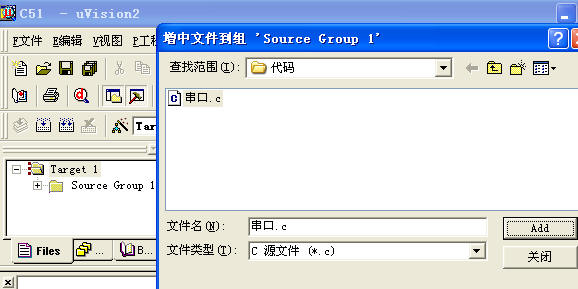 C51 - uVision2
F文件 E编辑 V视图 P工
Tar
Target 1
Source Group 1
Files
B...
增中文件到组 'Source Group 1'
查找范围(I): 代码
串口.c
文件名(N): 串口.c
Add
文件类型(T): C 源文件 (*.c)
关闭